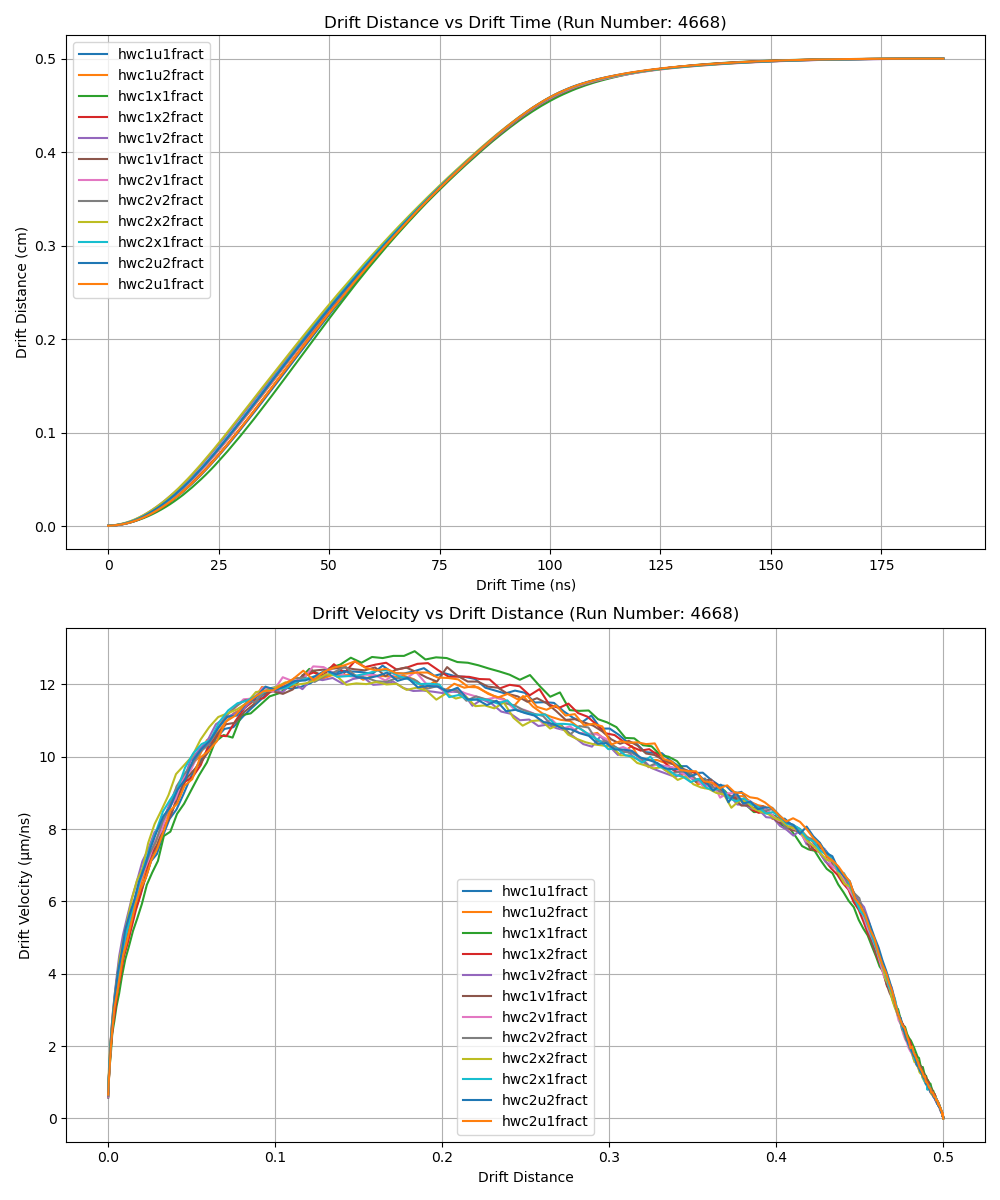 Drift Distance vs Drift Time (Run Number: 4668)
Drift Distance (cm)
0.5
0.4
0.3
0.2
0.1
0.0
hwc1u1fract
hwc1u2fract
hwc1x1fract
hwc1x2fract
hwc1v2fract
hwc1v1fract
hwc2v1fract
hwc2v2fract
hwc2x2fract
hwc2x1fract
hwc2u2fract
hwc2u1fract
0 25 50 75 100 125 150 175
Drift Time (ns)
Drift Velocity vs Drift Distance (Run Number: 4668)
Drift Velocity (μm/ns)
12
10
8
6
4
2
0
hwc1u1fract
hwc1u2fract
hwc1x1fract
hwc1x2fract
hwc1v2fract
hwc1v1fract
hwc2v1fract
hwc2v2fract
hwc2x2fract
hwc2x1fract
hwc2u2fract
hwc2u1fract
0.0 0.1 0.2 0.3 0.4 0.5
Drift Distance